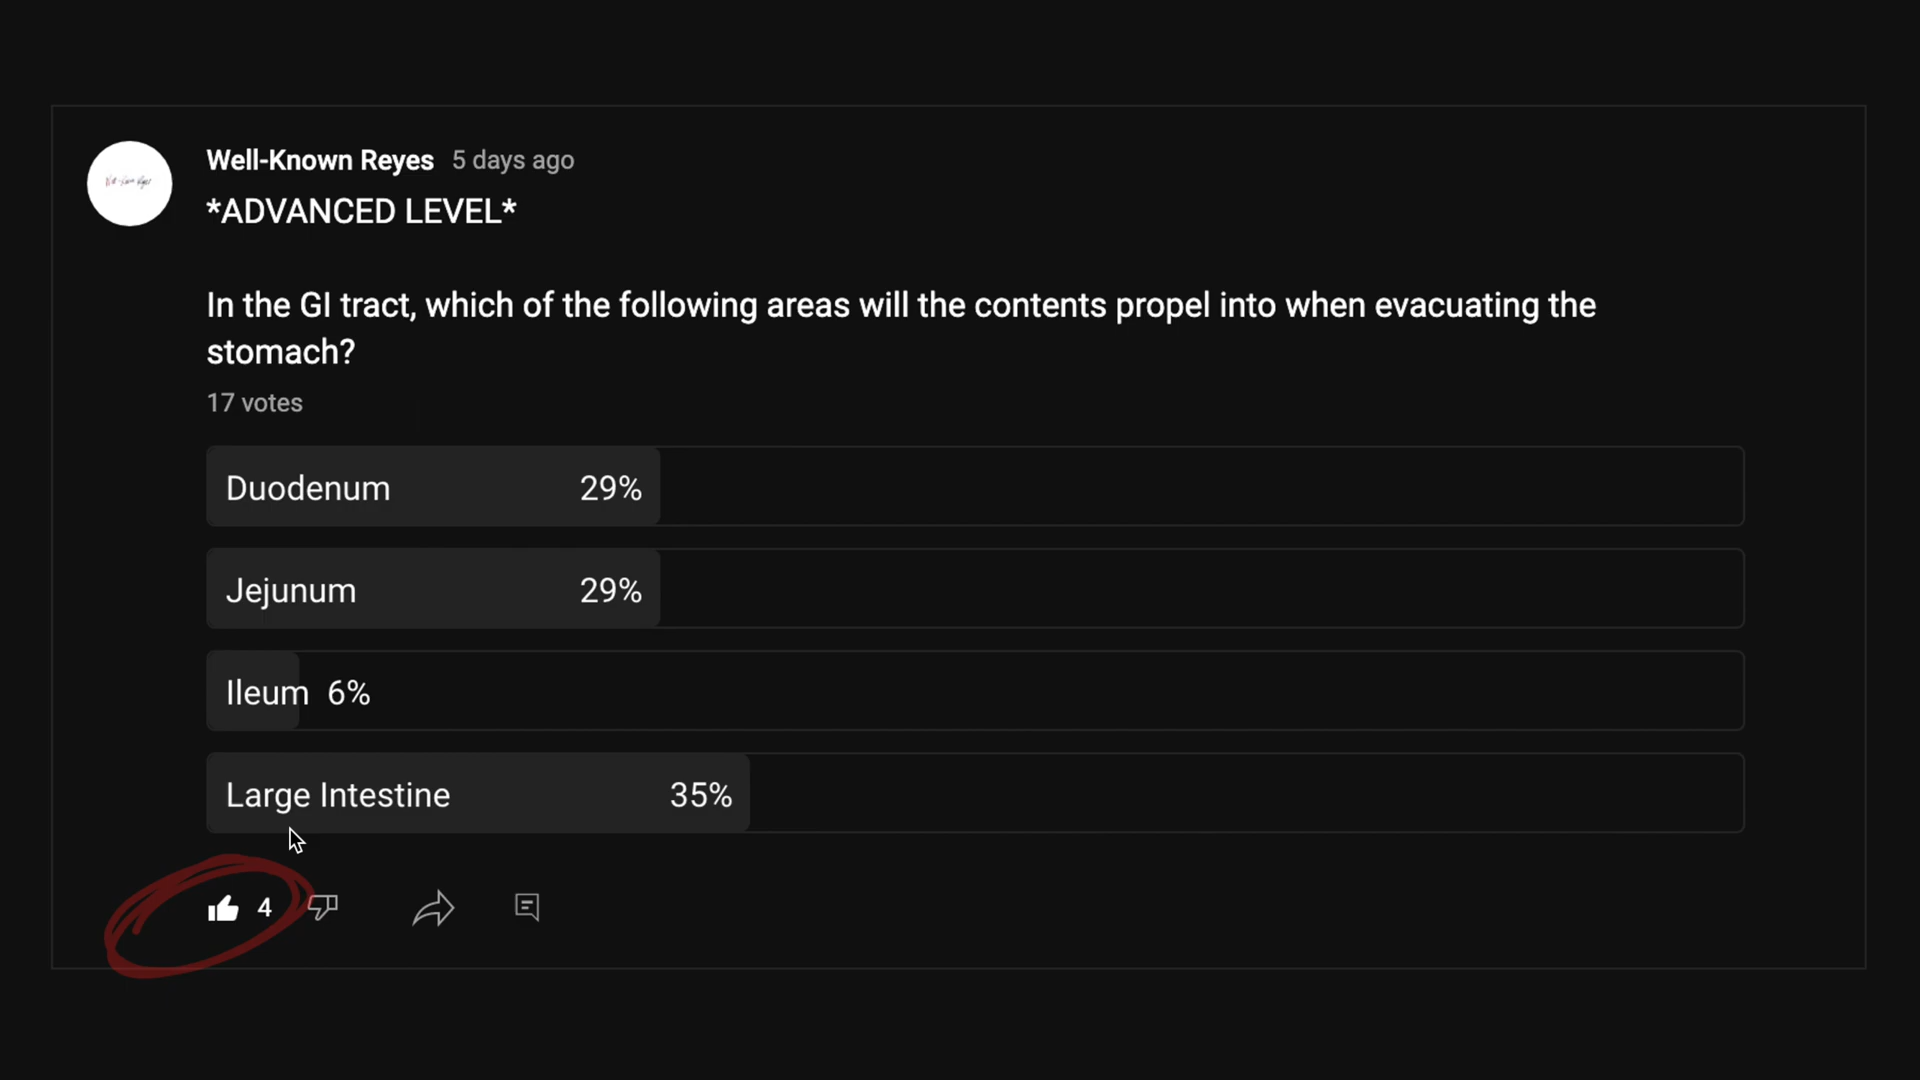 Well-Known Reyes 5 days ago
*ADVANCED LEVEL*
In the GI tract, which of the following areas will the contents propel into when evacuating the
stomach?
17 votes
Duodenum 29%
Jejunum 29%
Ileum 6%
Large Intestine 35%
4